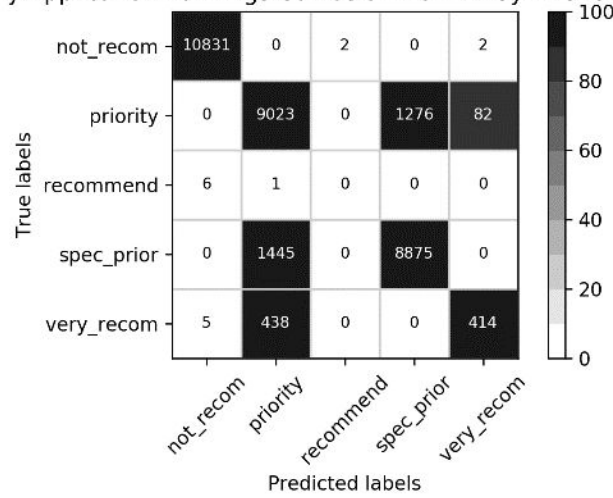 100
not_recom 10831 0 2 0 2
priority 0 9023 0 1276 82
80
recommend 6 1 0 0 0
60
40
spec_prior 0 1445 0 8875 0
20
very_recom 5 438 0 0 414
0
not_recom priority recommend spec_prior very_recom
True labels
Predicted labels